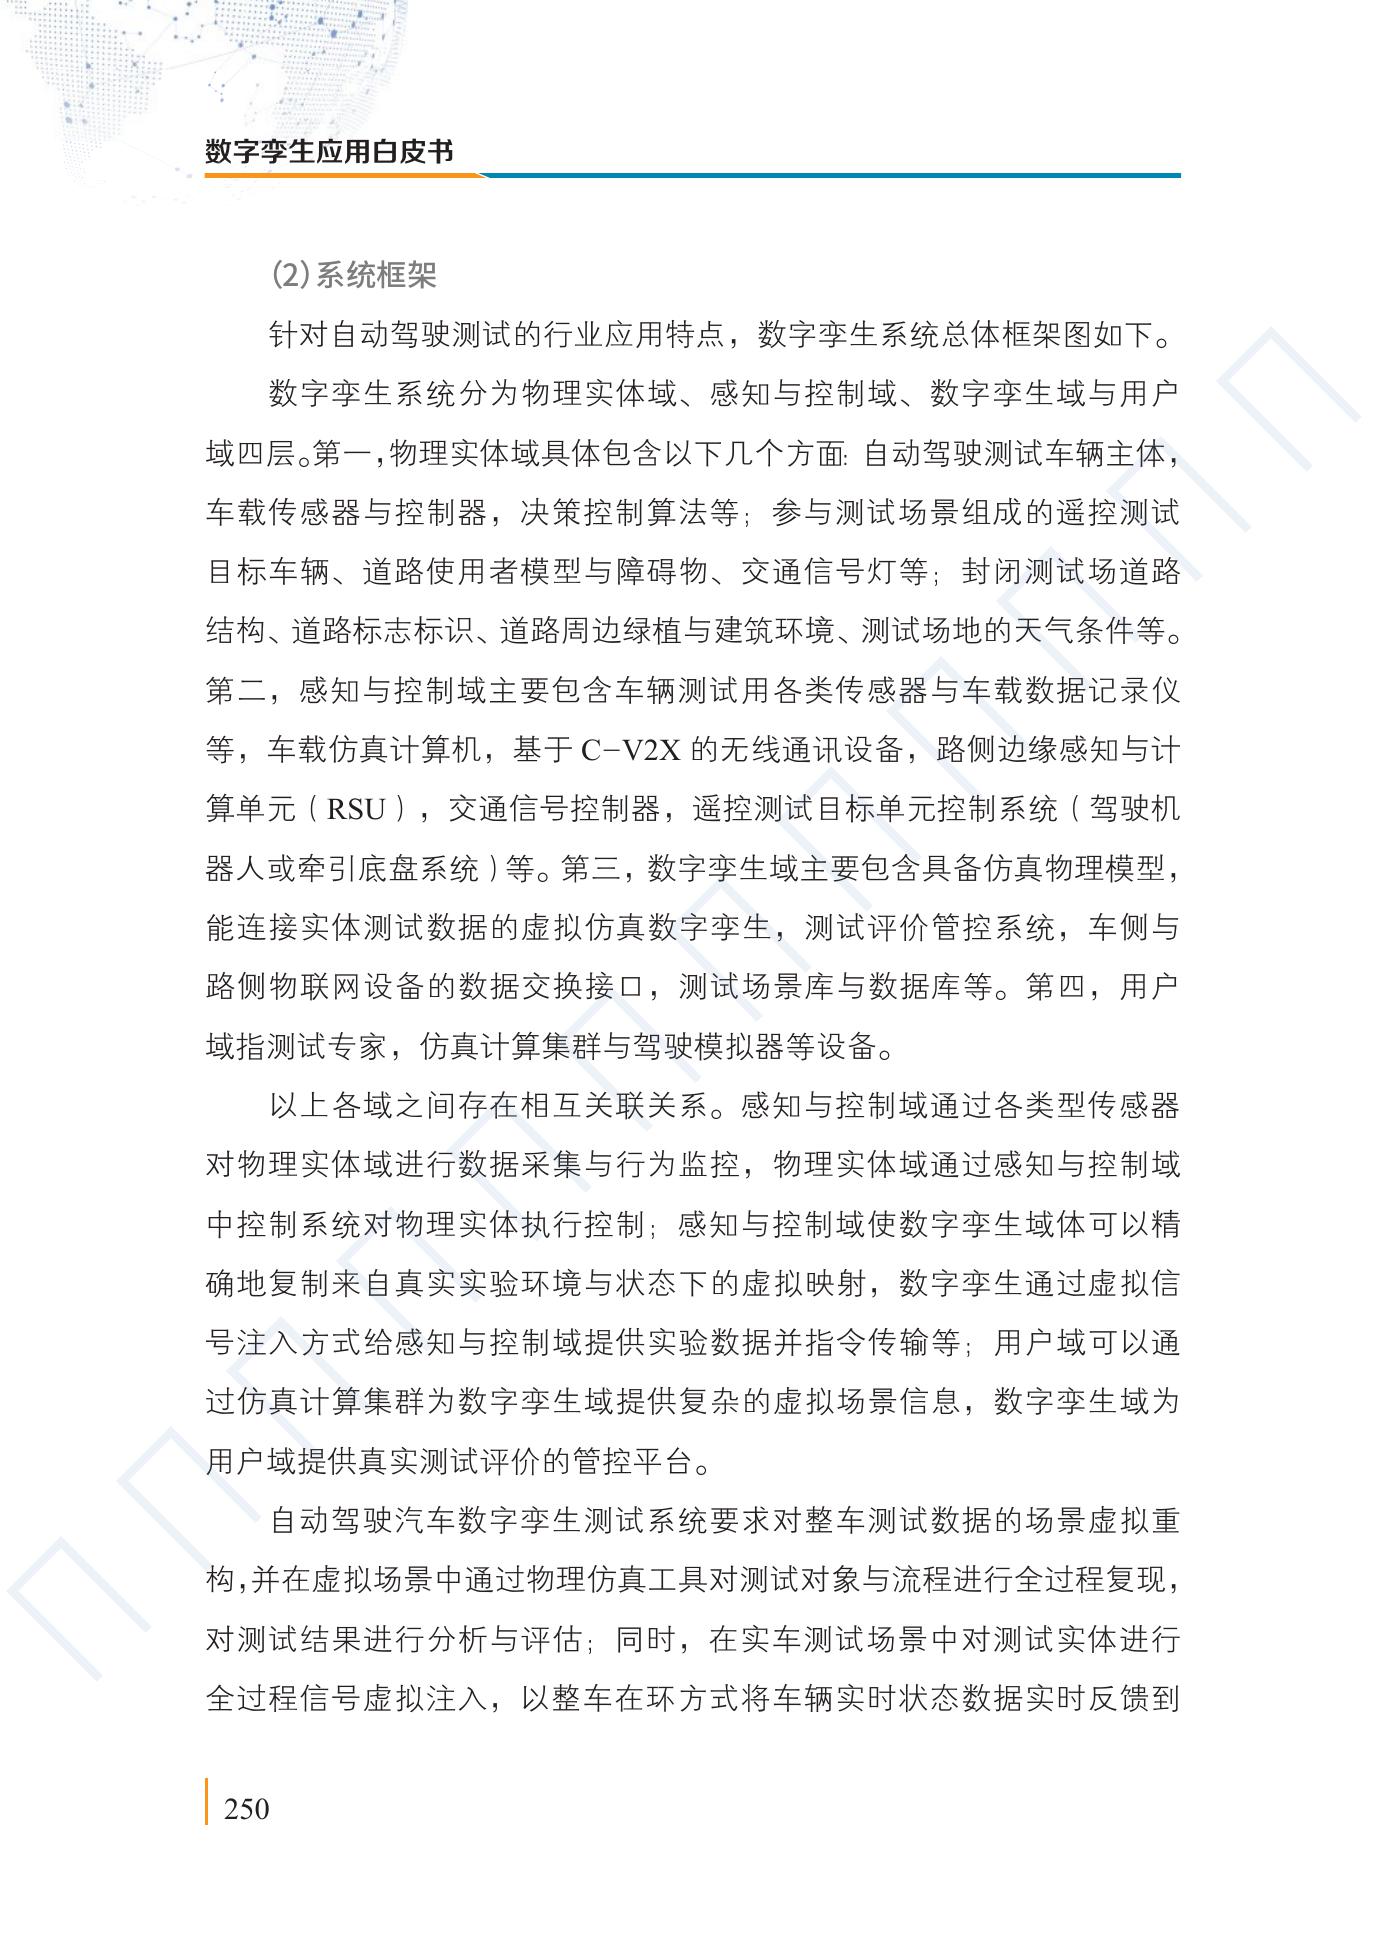 数字孪生应用白皮书
(2)系统框架
针对自动驾驶测试的行业应用特点，数字孪生系统总体框架图如下。
数字孪生系统分为物理实体域、感知与控制域、数字孪生域与用户
域四层。第一，物理实体域具体包含以下几个方面：自动驾驶测试车辆主体，
车载传感器与控制器，决策控制算法等；参与测试场景组成的遥控测试
目标车辆、道路使用者模型与障碍物、交通信号灯等；封闭测试场道路
结构、道路标志标识、道路周边绿植与建筑环境、测试场地的天气条件等。
第二，感知与控制域主要包含车辆测试用各类传感器与车载数据记录仪
等，车载仿真计算机，基于 C-V2X 的无线通讯设备，路侧边缘感知与计
算单元（RSU），交通信号控制器，遥控测试目标单元控制系统（驾驶机
器人或牵引底盘系统）等。第三，数字孪生域主要包含具备仿真物理模型，
能连接实体测试数据的虚拟仿真数字孪生，测试评价管控系统，车侧与
路侧物联网设备的数据交换接口，测试场景库与数据库等。第四，用户
域指测试专家，仿真计算集群与驾驶模拟器等设备。
以上各域之间存在相互关联关系。感知与控制域通过各类型传感器
对物理实体域进行数据采集与行为监控，物理实体域通过感知与控制域
中控制系统对物理实体执行控制；感知与控制域使数字孪生域体可以精
确地复制来自真实实验环境与状态下的虚拟映射，数字孪生通过虚拟信
号注入方式给感知与控制域提供实验数据并指令传输等；用户域可以通
过仿真计算集群为数字孪生域提供复杂的虚拟场景信息，数字孪生域为
用户域提供真实测试评价的管控平台。
自动驾驶汽车数字孪生测试系统要求对整车测试数据的场景虚拟重
构，并在虚拟场景中通过物理仿真工具对测试对象与流程进行全过程复现，
对测试结果进行分析与评估；同时，在实车测试场景中对测试实体进行
全过程信号虚拟注入，以整车在环方式将车辆实时状态数据实时反馈到
250